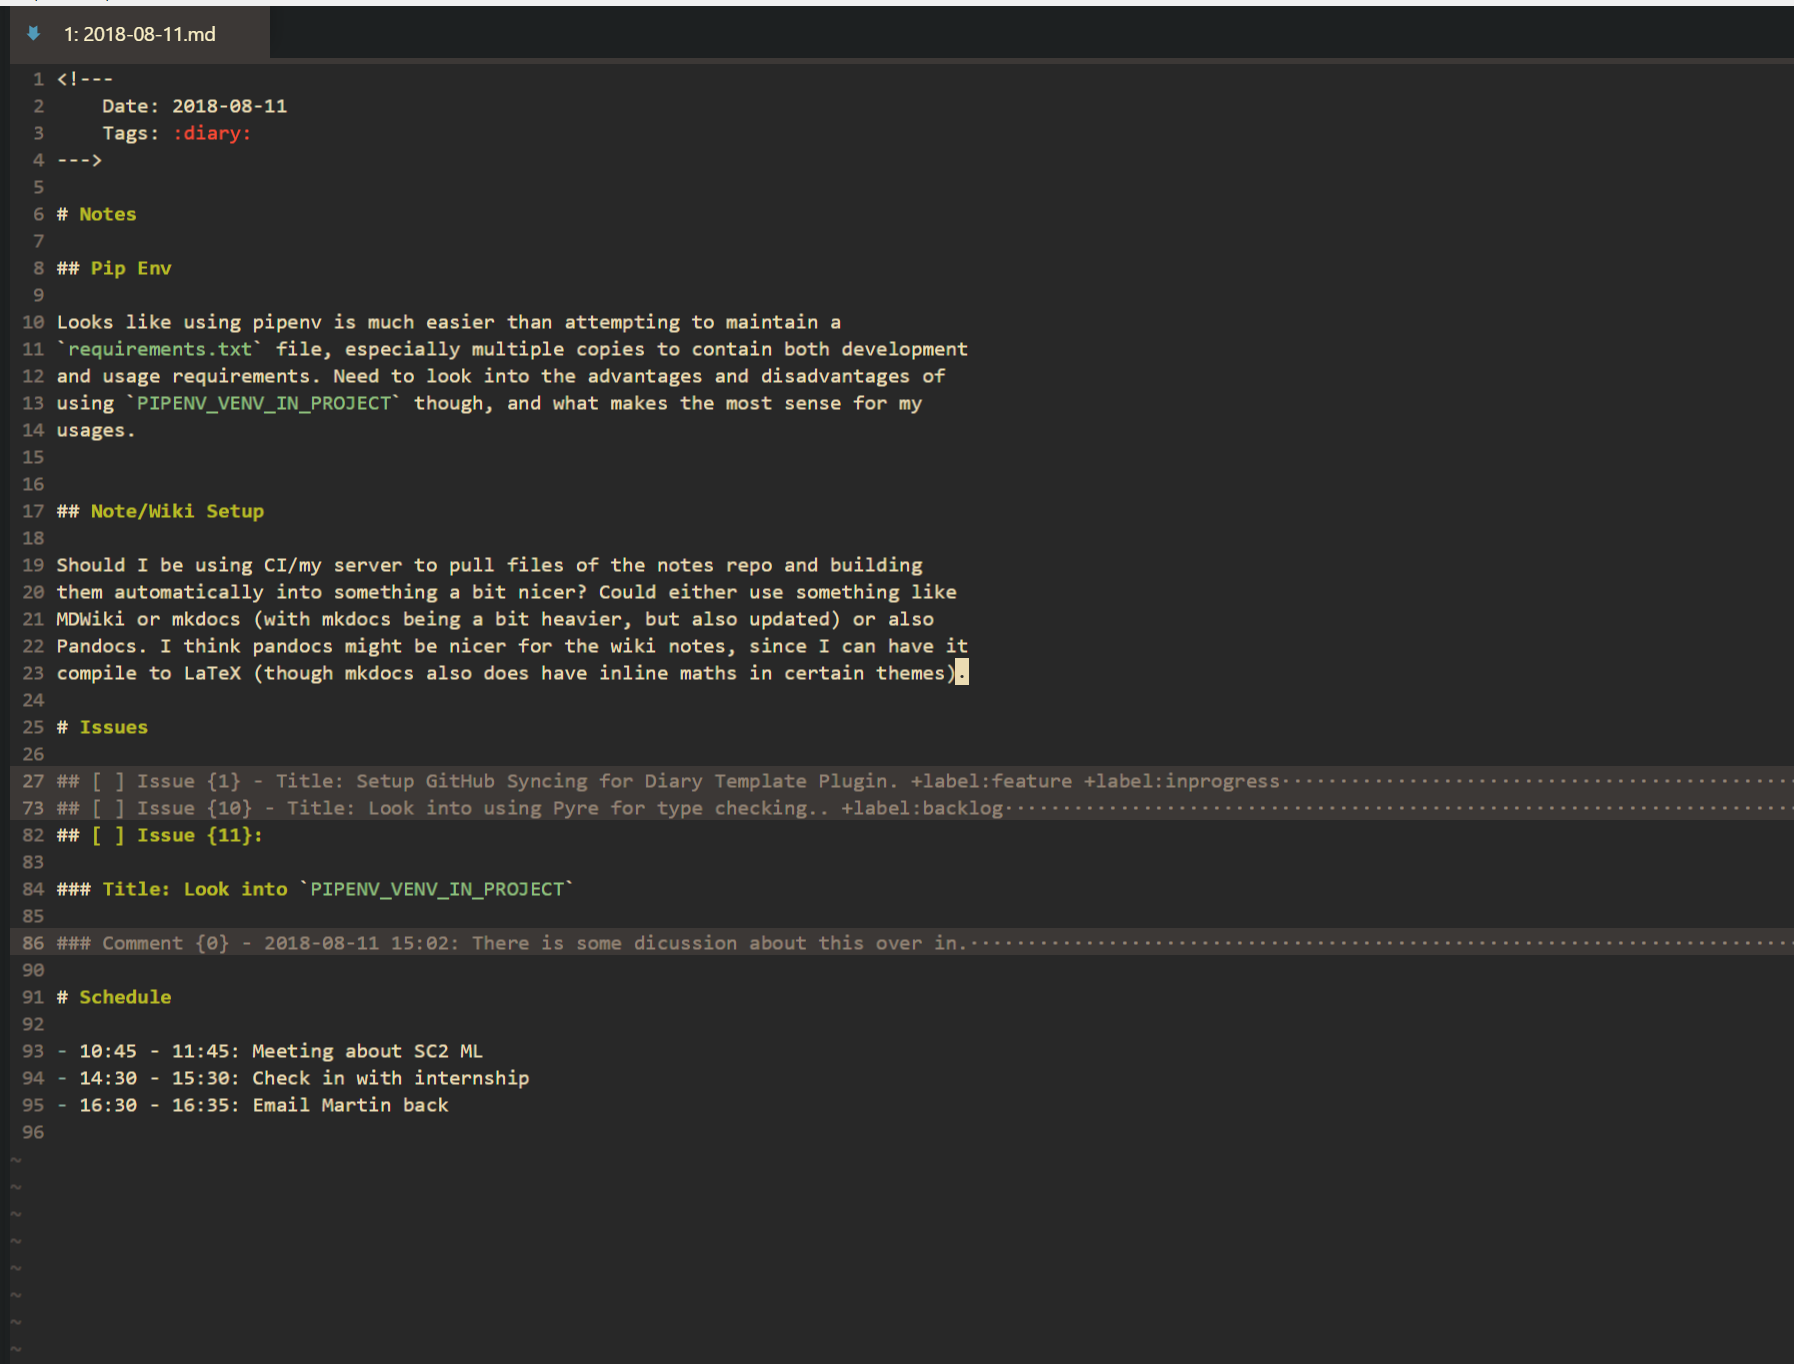 1: 2018-08-11.md
1 <!---
2     Date: 2018-08-11
3     Tags: :diary:
4 --->
5
6 # Notes
7
8 ## Pip Env
9
10 Looks like using pipenv is much easier than attempting to maintain a
11 `requirements.txt` file, especially multiple copies to contain both development
12 and usage requirements. Need to look into the advantages and disadvantages of
13 using `PIPENV_VENV_IN_PROJECT` though, and what makes the most sense for my
14 usages.
15
16
17 ## Note/Wiki Setup
18
19 Should I be using CI/my server to pull files of the notes repo and building
20 them automatically into something a bit nicer? Could either use something like
21 MDWiki or mkdocs (with mkdocs being a bit heavier, but also updated) or also
22 Pandocs. I think pandocs might be nicer for the wiki notes, since I can have it
23 compile to LaTeX (though mkdocs also does have inline maths in certain themes).
24
25 # Issues
26
27 ## [ ] Issue {1} - Title: Setup GitHub Syncing for Diary Template Plugin. +label:feature +label:inprogress·············································
73 ## [ ] Issue {10} - Title: Look into using Pyre for type checking.. +label:backlog·····································································
82 ## [ ] Issue {11}:
83
84 ### Title: Look into `PIPENV_VENV_IN_PROJECT`
85
86 ### Comment {0} - 2018-08-11 15:02: There is some dicussion about this over in.········································································
90
91 # Schedule
92
93 - 10:45 - 11:45: Meeting about SC2 ML
94 - 14:30 - 15:30: Check in with internship
95 - 16:30 - 16:35: Email Martin back
96
~
~
~
~
~
~
~
~